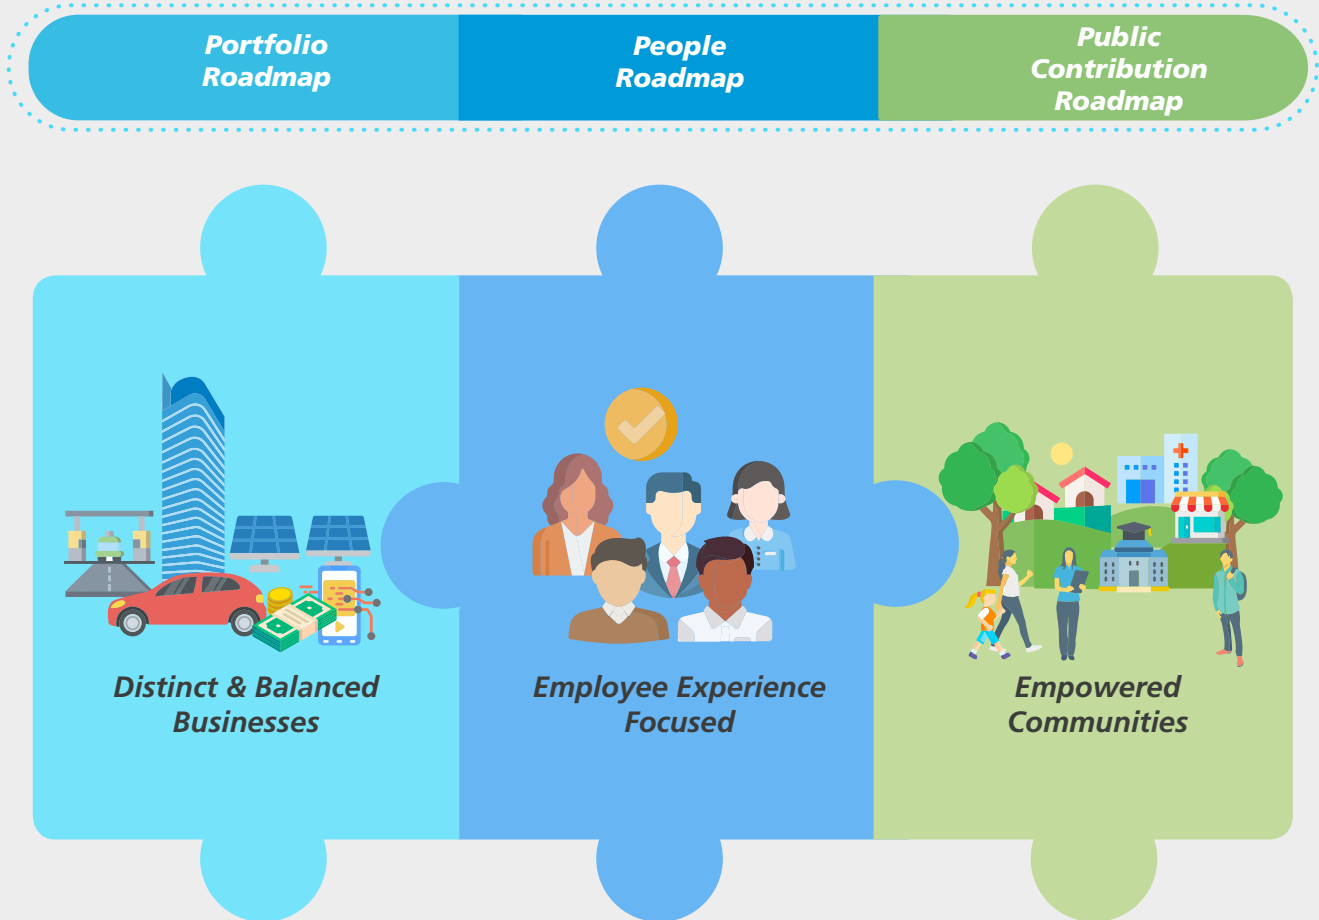 Portfolio
Roadmap
People
Roadmap
Public
Contribution
Roadmap
Distinct & Balanced
Businesses
Employee Experience
Focused
Empowered
Communities